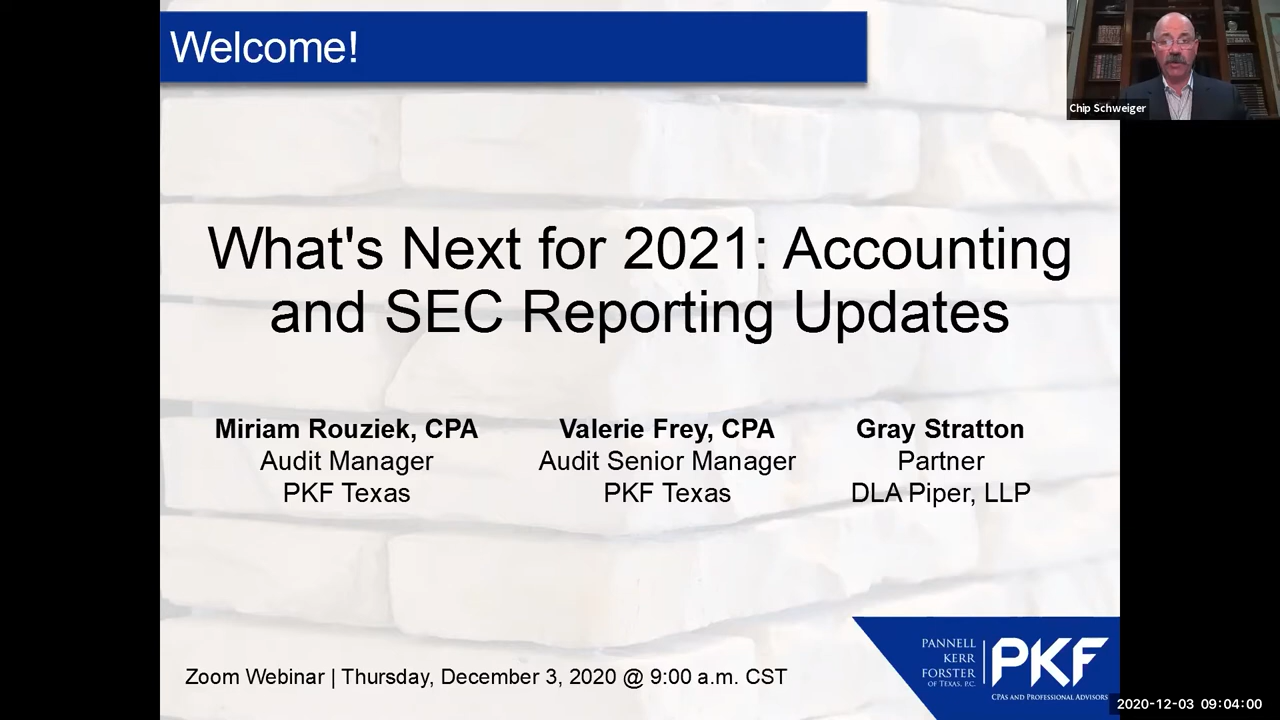 Welcome!
Chip Schweiger
What's Next for 2021: Accounting
and SEC Reporting Updates
Miriam Rouziek, CPA
Audit Manager
PKF Texas
Valerie Frey, CPA
Audit Senior Manager
PKF Texas
Gray Stratton
Partner
DLA Piper, LLP
Zoom Webinar | Thursday, December 3, 2020 @ 9:00 a.m. CST
PANNELL
KERR
FORSTER
OF TEXAS, P.C.
PKF
CPAS AND PROFESSIONAL ADVISORS
2020-12-03 09:04:00